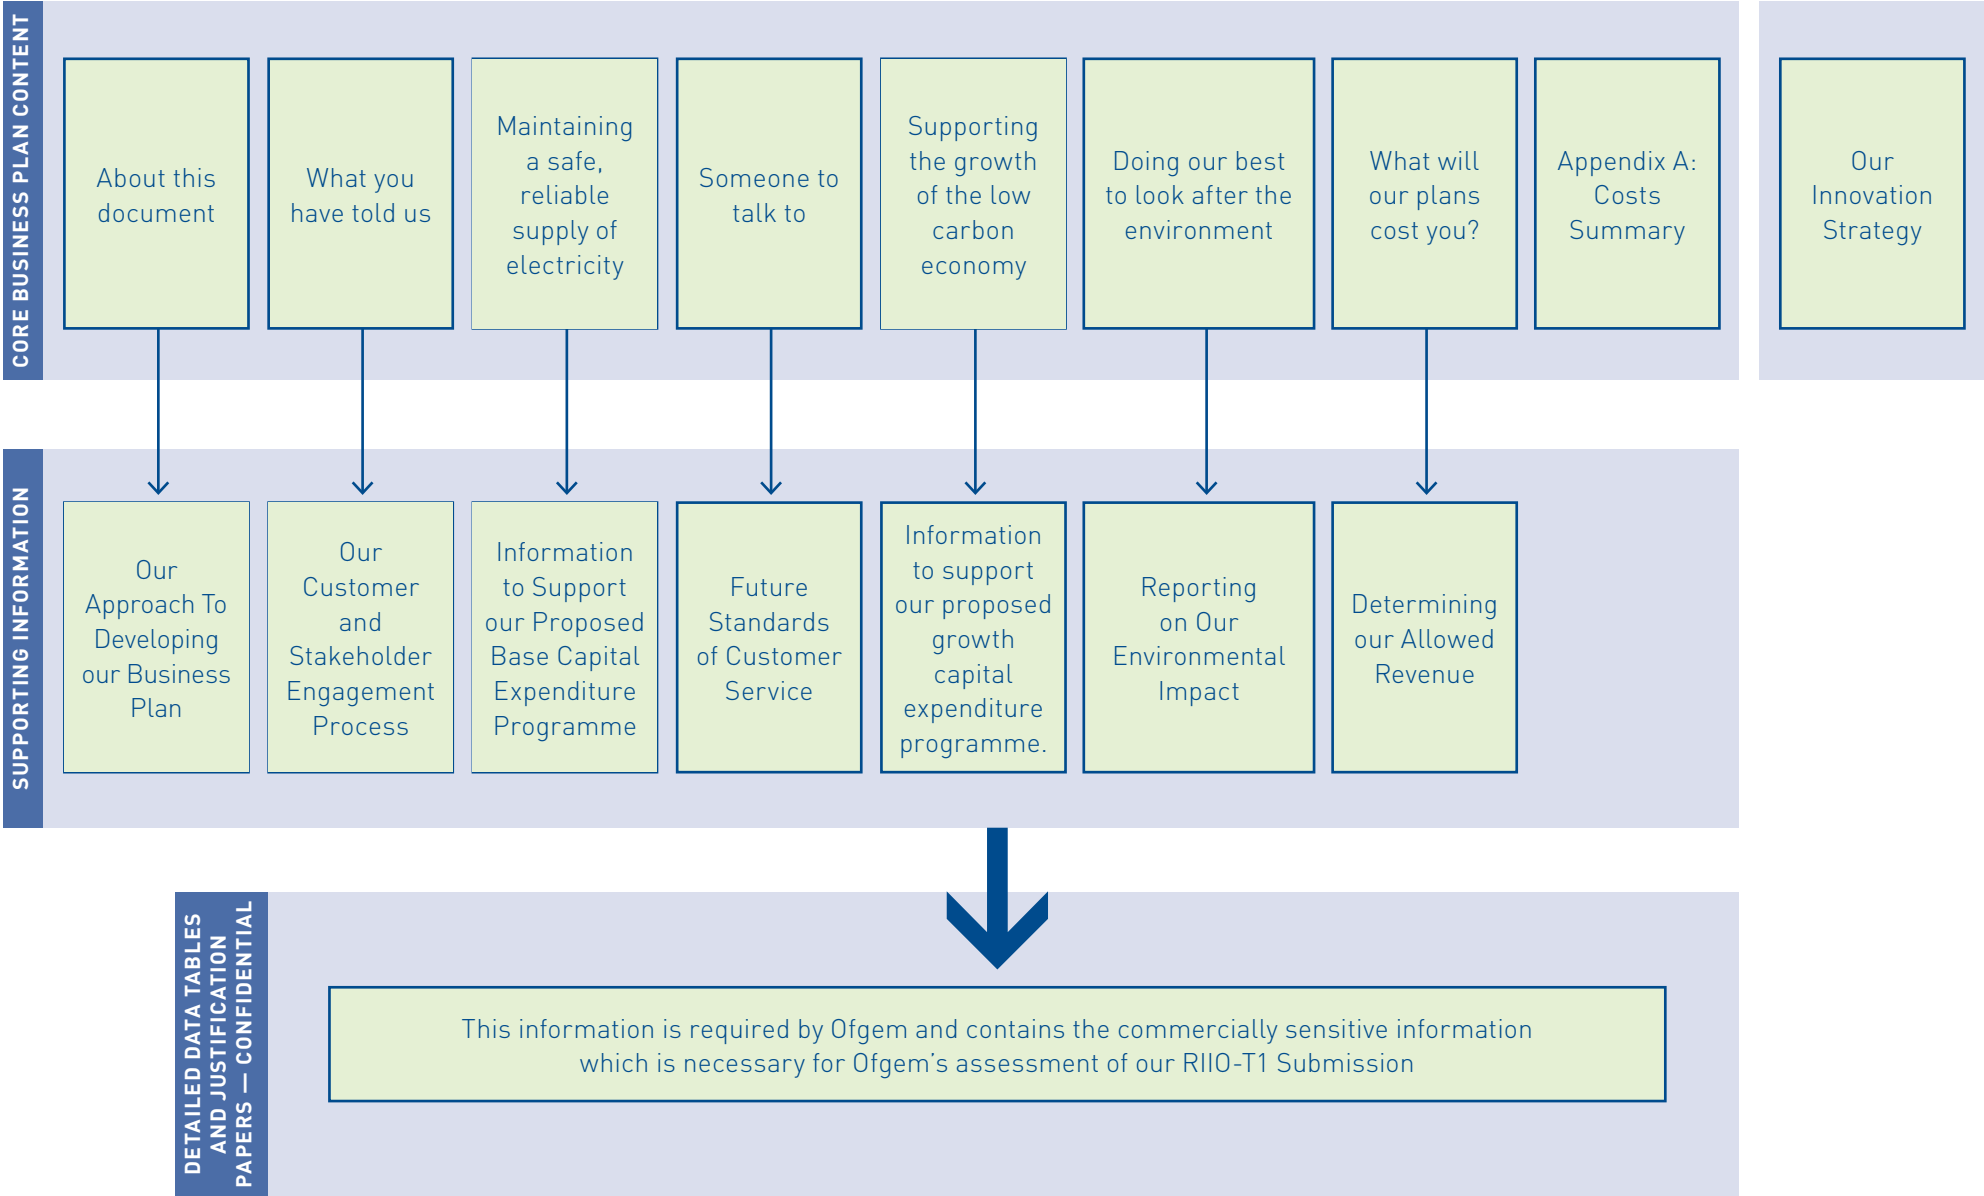 CORE BUSINESS PLAN CONTENT
About this
document
What you
have told us
Maintaining
a safe,
reliable
supply of
electricity
Someone to
talk to
Supporting
the growth
of the low
carbon
economy
Doing our best
to look after the
environment
What will
our plans
cost you?
Appendix A:
Costs
Summary
Our
Innovation
Strategy
SUPPORTING INFORMATION
Our
Approach To
Developing
our Business
Plan
Our
Customer
and
Stakeholder
Engagement
Process
Information
to Support
our Proposed
Base Capital
Expenditure
Programme
Future
Standards
of Customer
Service
Information
to support
our proposed
growth
capital
expenditure
programme.
Reporting
on Our
Environmental
Impact
Determining
our Allowed
Revenue
DETAILED DATA TABLES
AND JUSTIFICATION
PAPERS — CONFIDENTIAL
This information is required by Ofgem and contains the commercially sensitive information
which is necessary for Ofgem’s assessment of our RIIO-T1 Submission